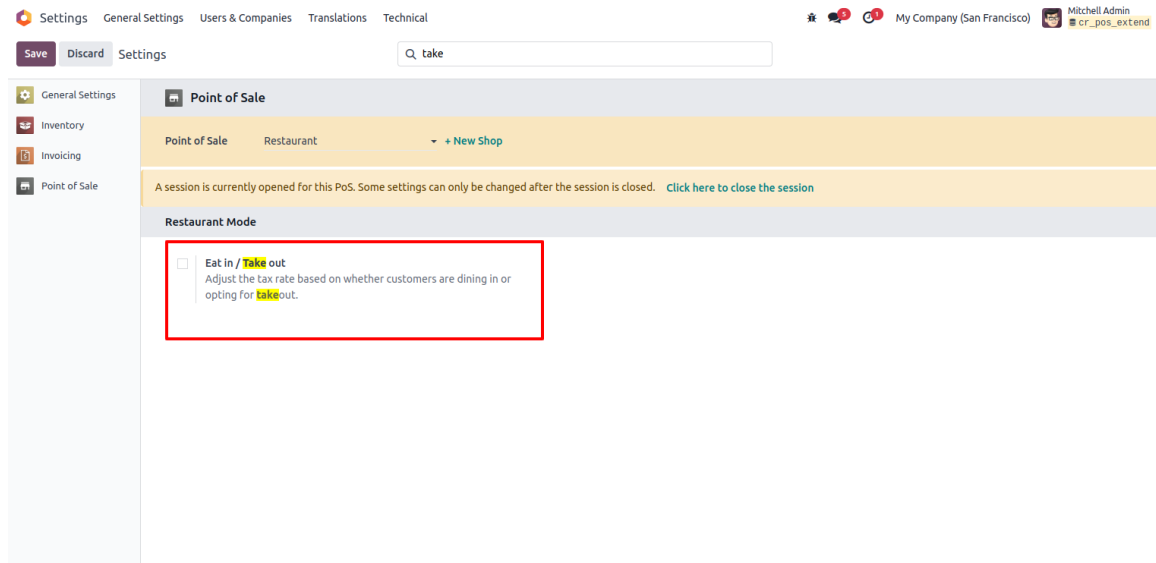 Settings General Settings Users & Companies Translations Technical 5 1 My Company (San Francisco) Mitchell Admin
cr_pos_extend
Save Discard Settings take
General Settings
Inventory
Invoicing
Point of Sale
Point of Sale
Point of Sale Restaurant + New Shop
A session is currently opened for this PoS. Some settings can only be changed after the session is closed. Click here to close the session
Restaurant Mode
Eat in / Take out
Adjust the tax rate based on whether customers are dining in or
opting for takeout.